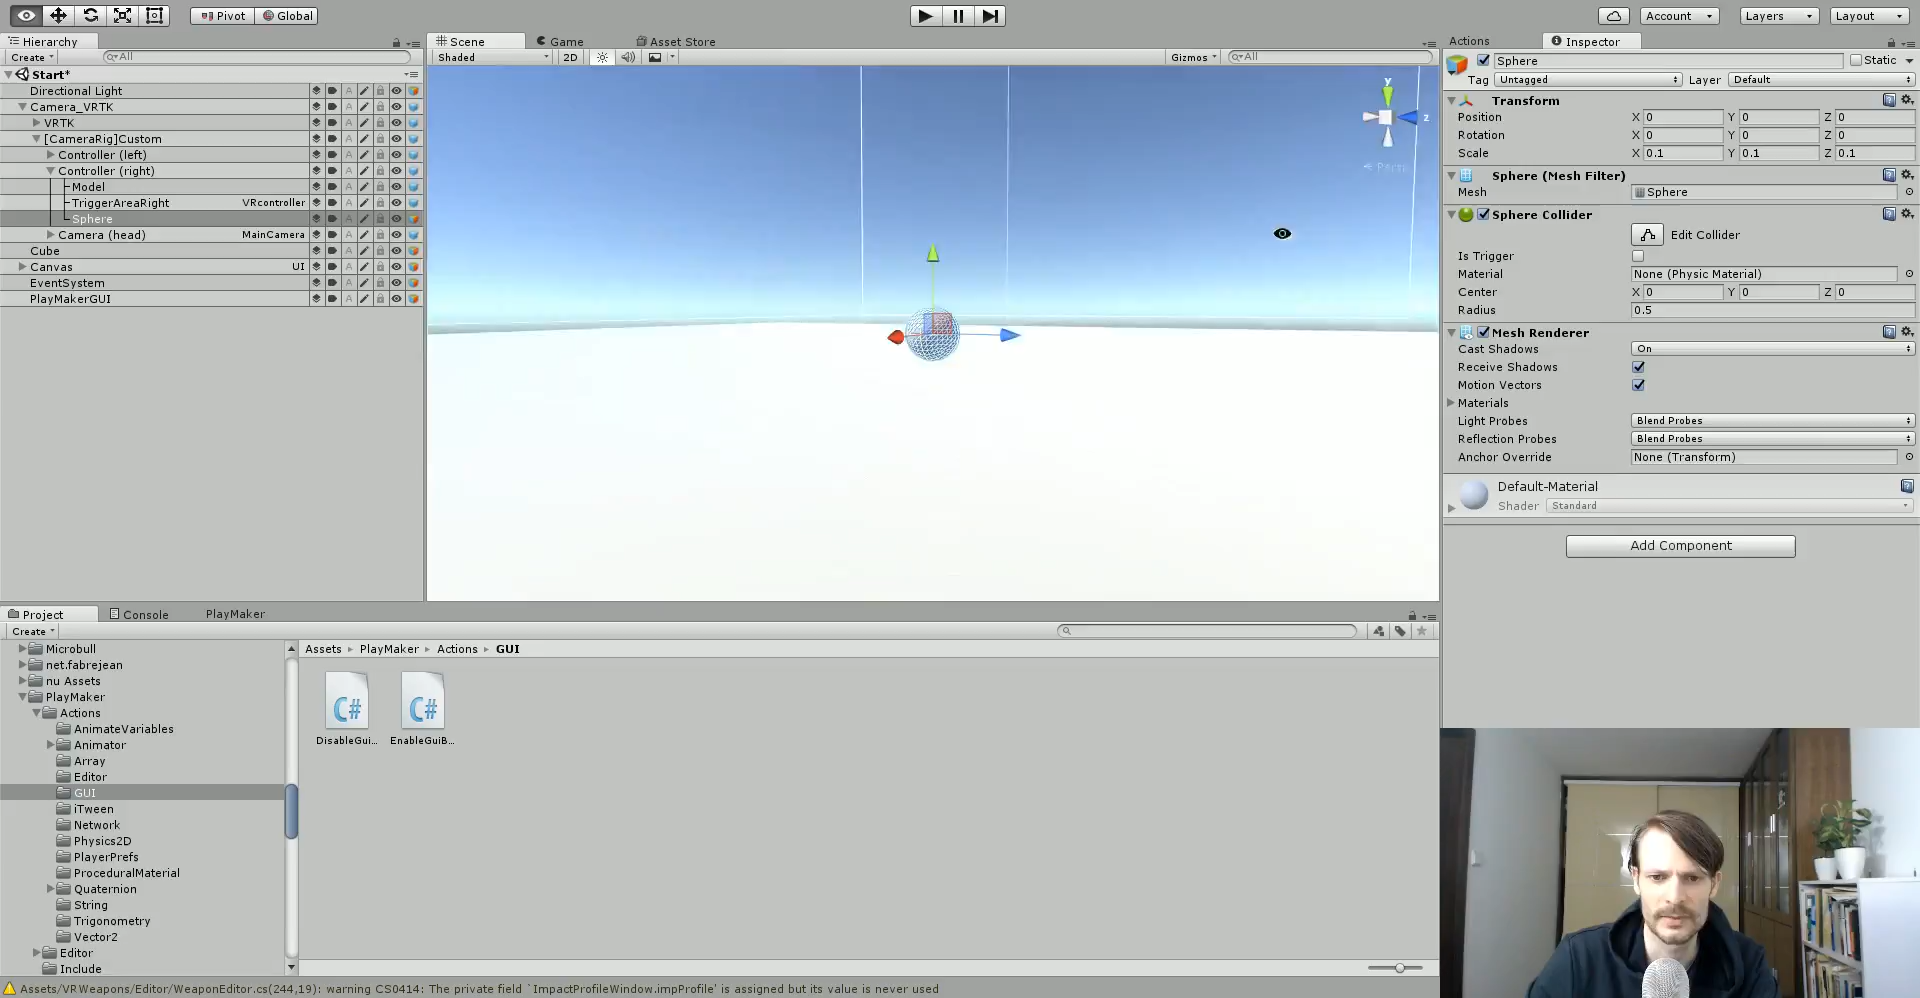 Pivot Global Account Layers Layout
Hierarchy
Create All
Start*
Directional Light
Camera_VRTK
VRTK
[CameraRig]Custom
Controller (left)
Controller (right)
Model
TriggerAreaRight VRcontroller
Sphere
Camera (head) MainCamera
Cube
Canvas UI
EventSystem
PlayMakerGUI
Scene Game Asset Store
Shaded 2D Gizmos All
y
z
Persp
Actions Inspector
Sphere Static
Tag Untagged Layer Default
Transform
Position X 0 Y 0 Z 0
Rotation X 0 Y 0 Z 0
Scale X 0.1 Y 0.1 Z 0.1
Sphere (Mesh Filter)
Mesh Sphere
Sphere Collider
Edit Collider
Is Trigger
Material None (Physic Material)
Center X 0 Y 0 Z 0
Radius 0.5
Mesh Renderer
Cast Shadows On
Receive Shadows
Motion Vectors
Materials
Light Probes Blend Probes
Reflection Probes Blend Probes
Anchor Override None (Transform)
Default-Material
Shader Standard
Add Component
Project Console PlayMaker
Create
Microbull
net.fabrejean
nu Assets
PlayMaker
Actions
AnimateVariables
Animator
Array
Editor
GUI
iTween
Network
Physics2D
PlayerPrefs
ProceduralMaterial
Quaternion
String
Trigonometry
Vector2
Editor
Include
Assets PlayMaker Actions GUI
C# C#
DisableGui... EnableGuiB...
Assets/VRWeapons/Editor/WeaponEditor.cs(244,19): warning CS0414: The private field `ImpactProfileWindow.impProfile' is assigned but its value is never used